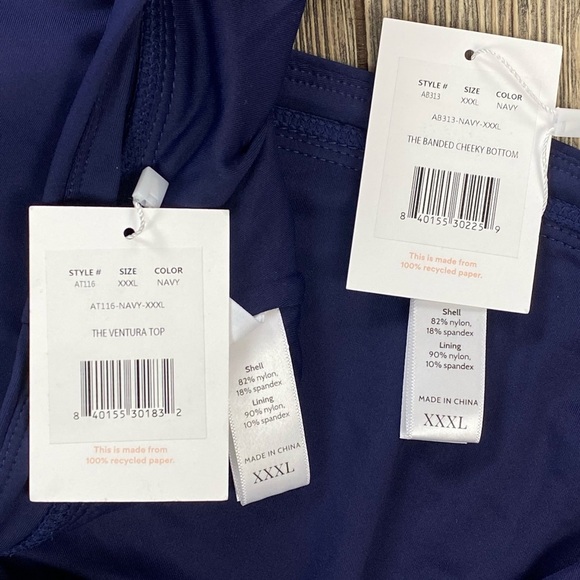 STYLE # SIZE COLOR
AT116 XXXL NAVY
AT116-NAVY-XXXL
THE VENTURA TOP
8 40155 30183 2
This is made from
100% recycled paper.
Shell
82% nylon,
18% spandex
Lining
90% nylon,
10% spandex
MADE IN CHINA
XXXL
STYLE # SIZE COLOR
AB313 XXXL NAVY
AB313-NAVY-XXXL
THE BANDED CHEEKY BOTTOM
8 40155 30225 9
This is made from
100% recycled paper.
Shell
82% nylon,
18% spandex
Lining
90% nylon,
10% spandex
MADE IN CHINA
XXXL